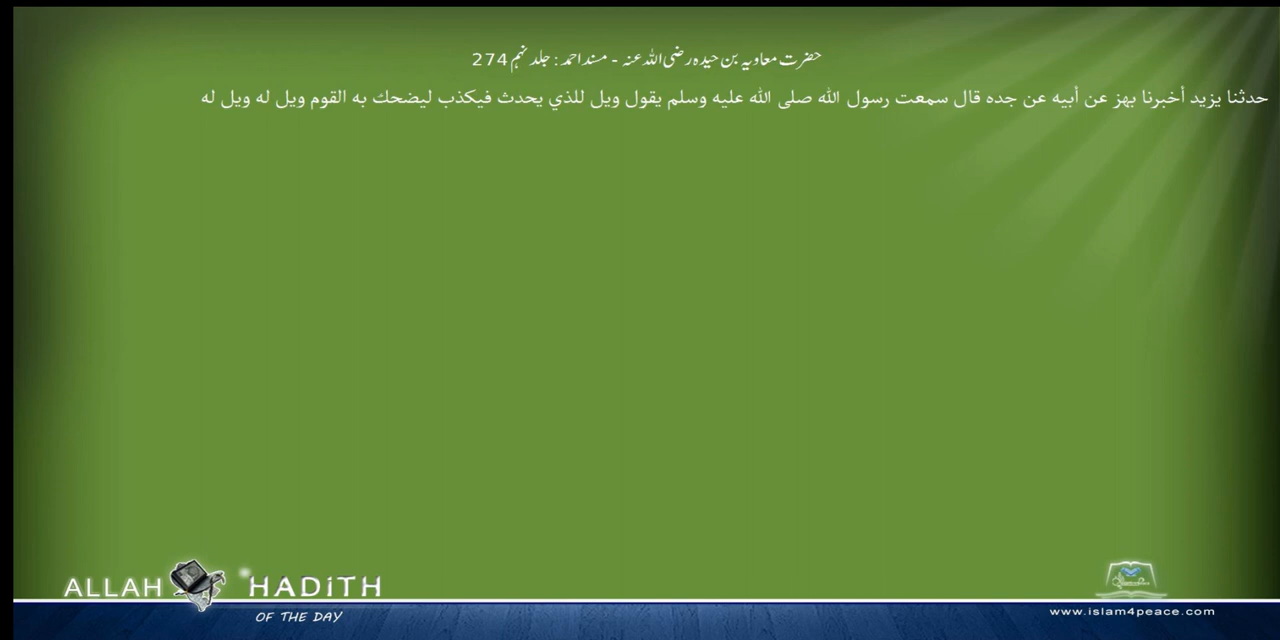 حضرت معاویہ بن حیدہ رضی اللہ عنہ - مسند احمد : جلد نہم 274
حدثنا يزيد أخبرنا بهز عن أبيه عن جده قال سمعت رسول الله صلى الله عليه وسلم يقول ويل للذي يحدث فيكذب ليضحك به القوم ويل له ويل له
ALLAH HADITH
OF THE DAY
www.islam4peace.com